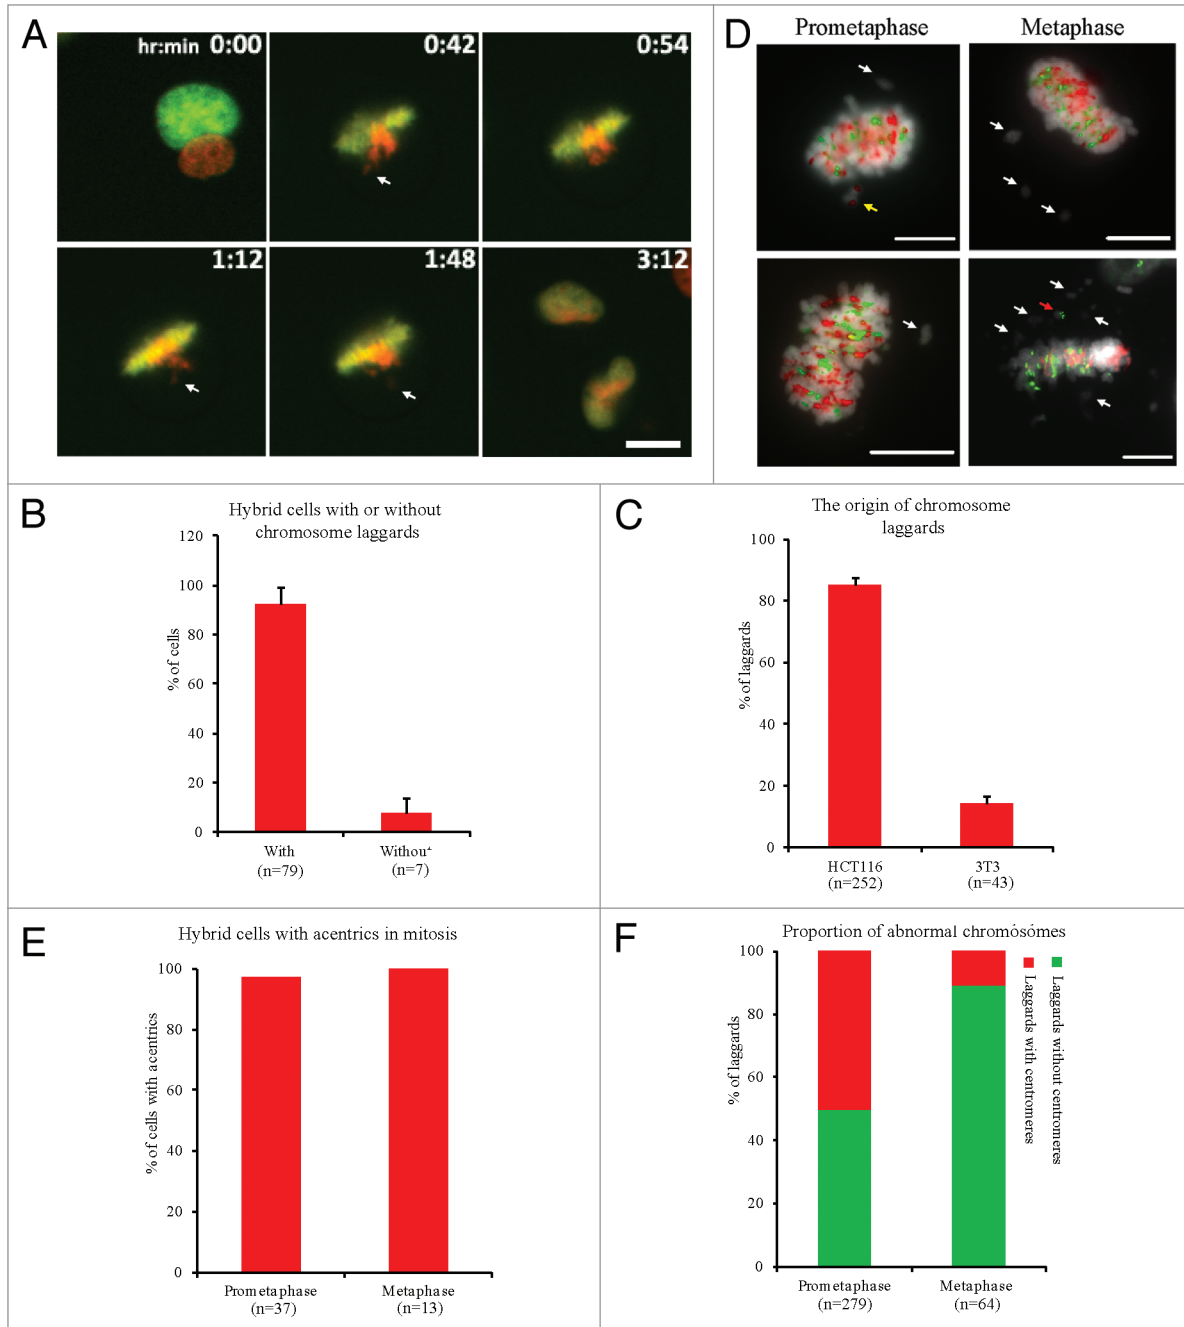 A
hr:min 0:00
0:42
0:54
1:12
1:48
3:12
D
Prometaphase
Metaphase
B
Hybrid cells with or without
chromosome laggards
% of cells
120
100
80
60
40
20
0
With
(n=79)
(n=7)
C
The origin of chromosome
laggards
% of laggards
100
80
60
40
20
0
HCT116
(n=252)
3T3
(n=43)
E
Hybrid cells with acentrics in mitosis
% of cells with acentrics
100
80
60
40
20
0
Prometaphase
(n=37)
Metaphase
(n=13)
F
Proportion of abnormal chromosomes
% of laggards
100
80
60
40
20
0
Prometaphase
(n=279)
Metaphase
(n=64)
Laggards with centromeres
Laggards without centromeres